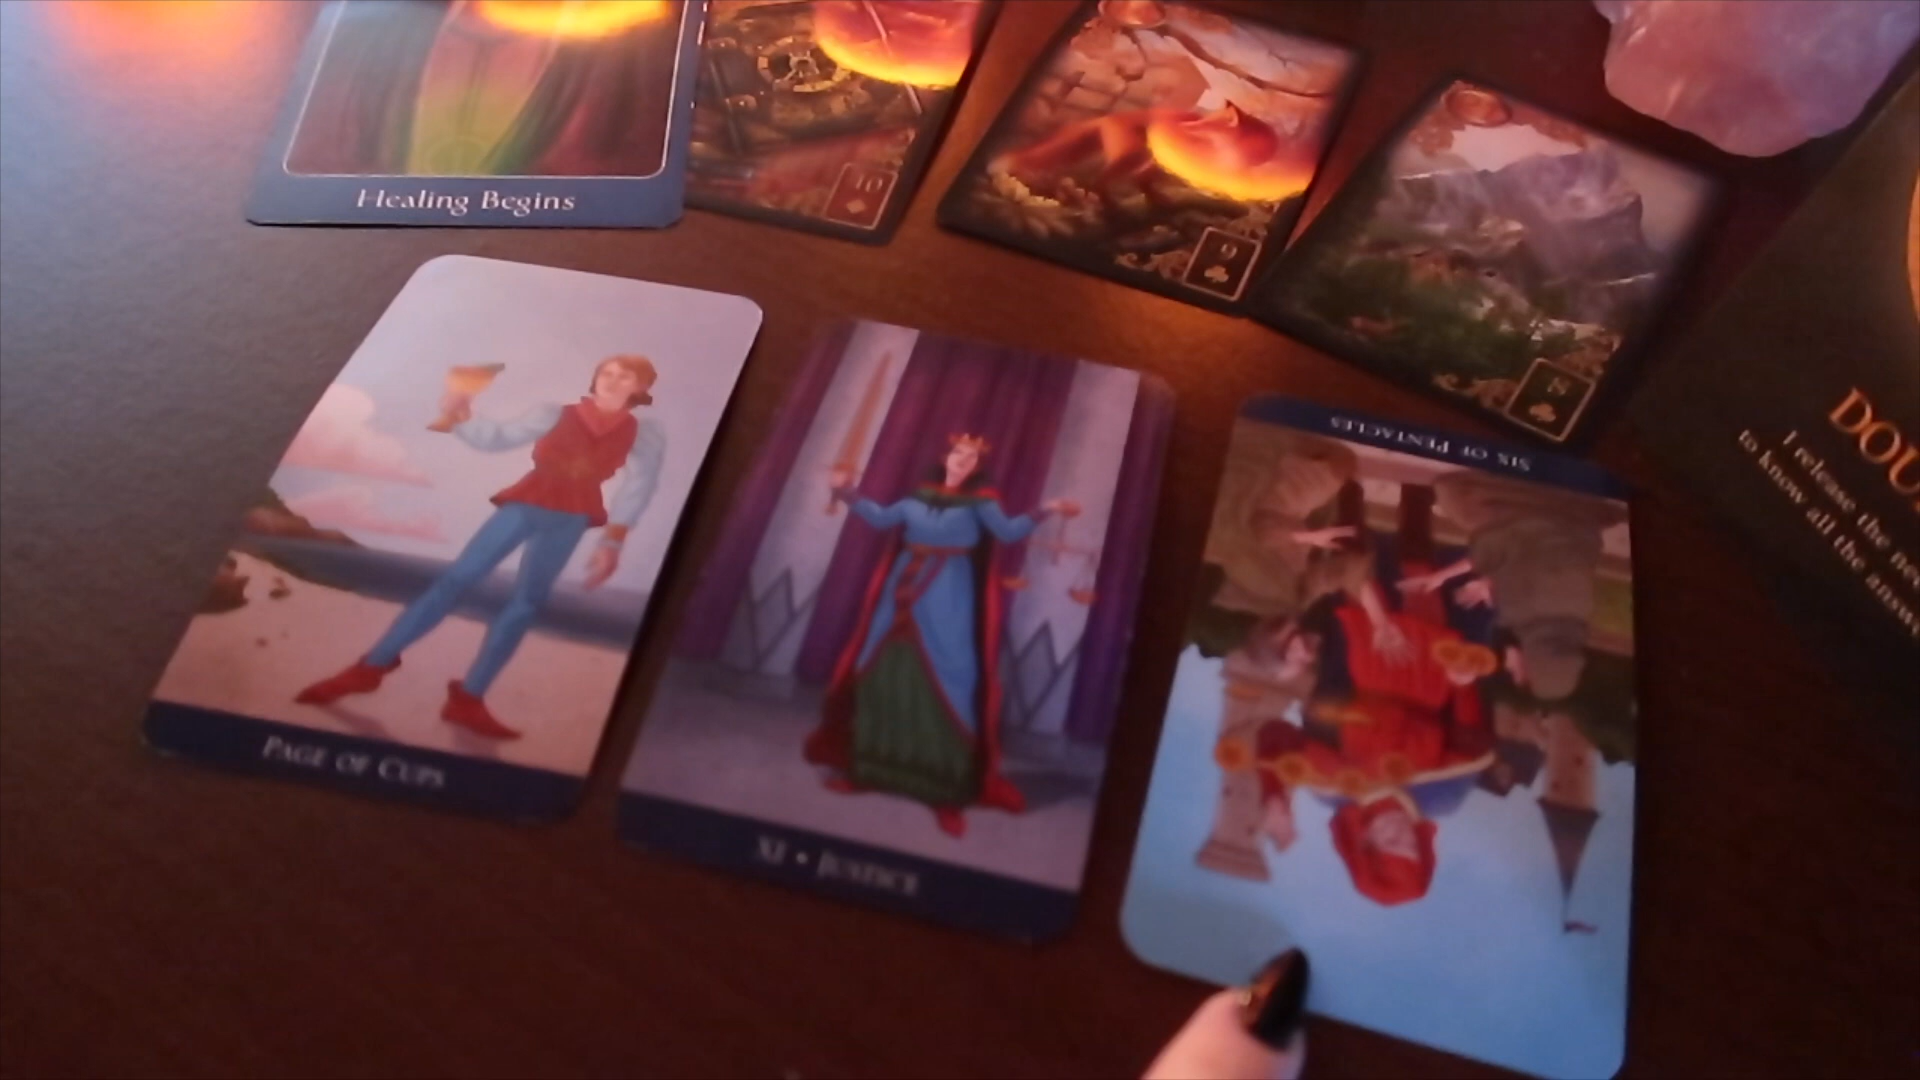 Healing Begins
10
9
8
SIX OF PENTACLES
DOU
I release the nee
to know all the answ
PAGE OF CUPS
XI • JUSTICE